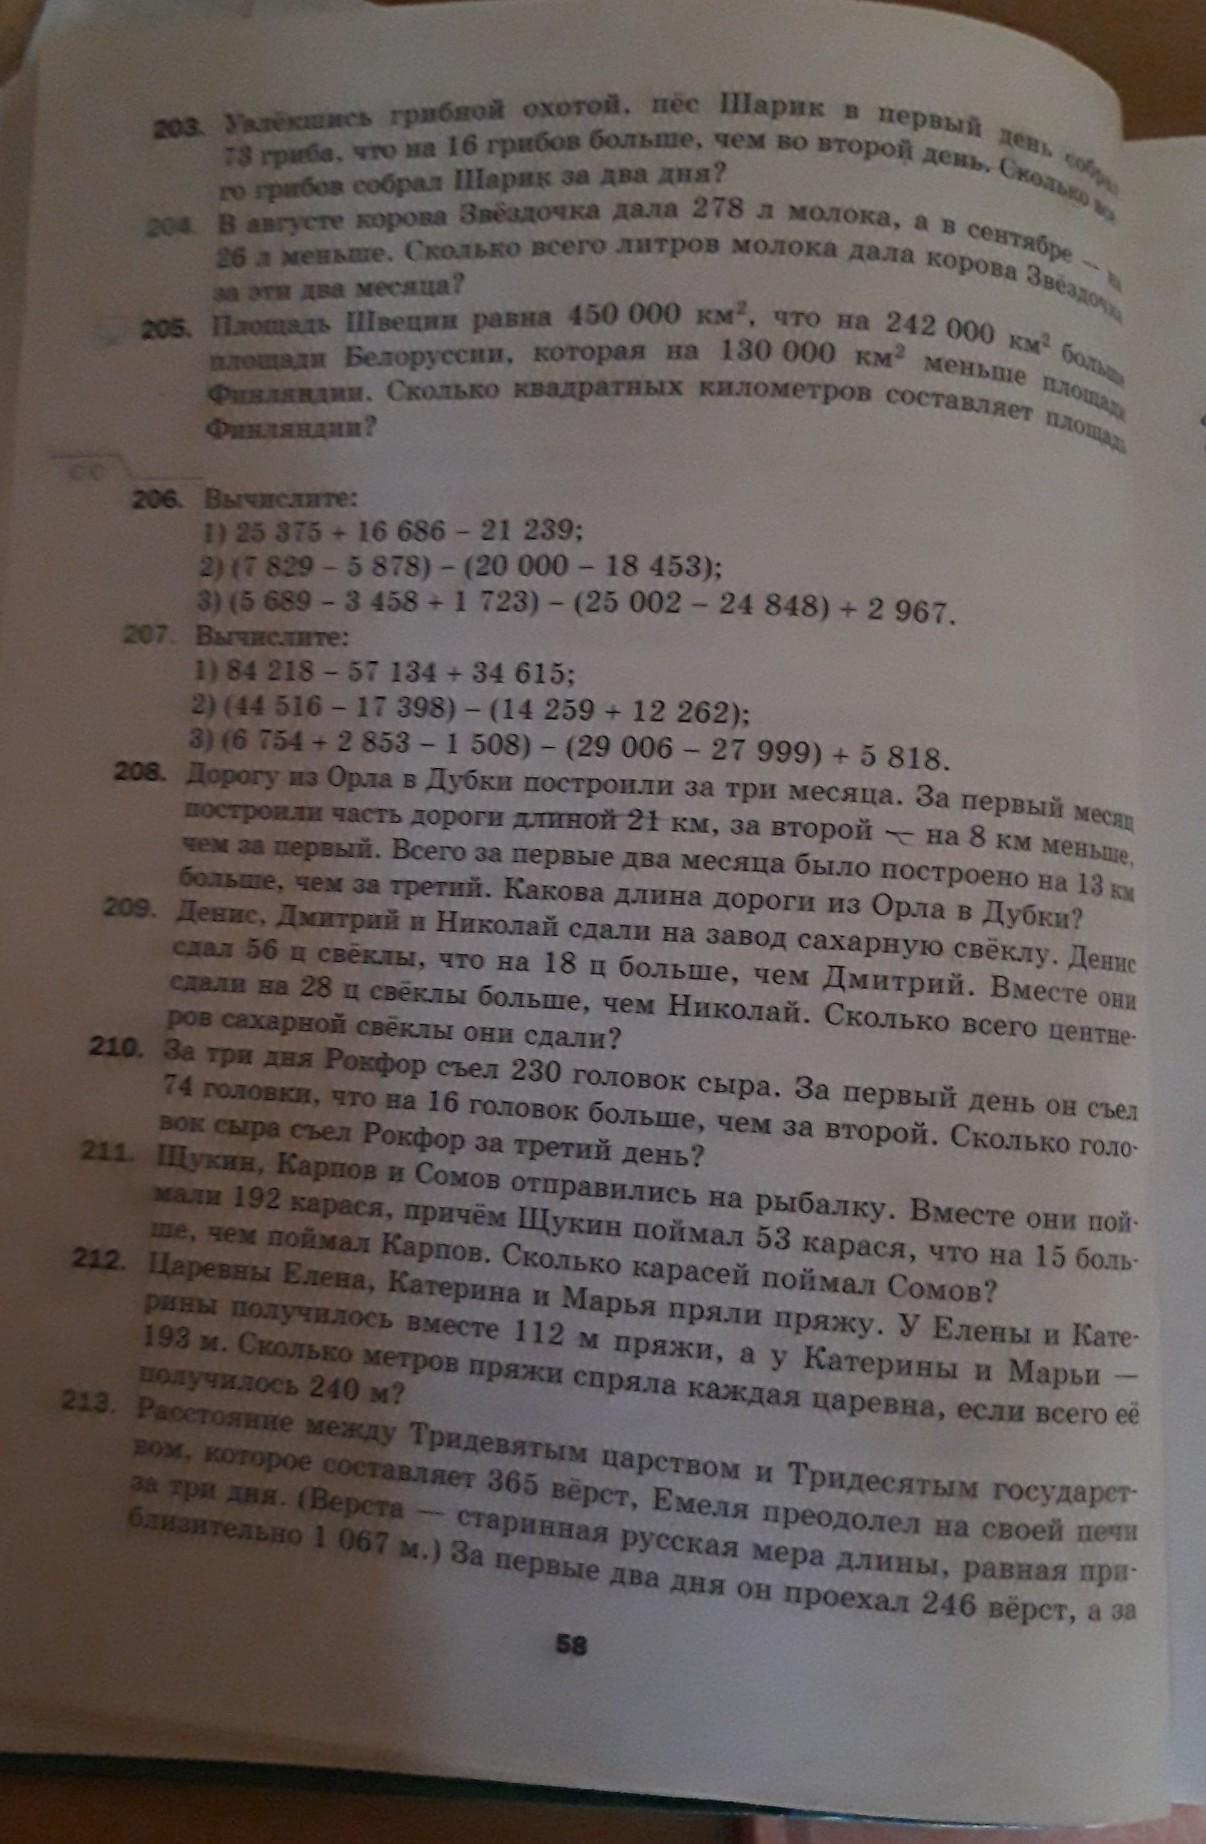 203. Увлёкшись грибной охотой, пёс Шарик в первый день собрал
73 гриба, что на 16 грибов больше, чем во второй день. Сколько все-
го грибов собрал Шарик за два дня?
204. В августе корова Звёздочка дала 278 л молока, а в сентябре — на
26 л меньше. Сколько всего литров молока дала корова Звёздочка
за эти два месяца?
205. Площадь Швеции равна 450 000 км², что на 242 000 км² больше
площади Белоруссии, которая на 130 000 км² меньше площади
Финляндии. Сколько квадратных километров составляет площадь
Финляндии?
206. Вычислите:
1) 25 375 + 16 686 – 21 239;
2) (7 829 – 5 878) – (20 000 – 18 453);
3) (5 689 – 3 458 + 1 723) – (25 002 – 24 848) + 2 967.
207. Вычислите:
1) 84 218 – 57 134 + 34 615;
2) (44 516 – 17 398) – (14 259 + 12 262);
3) (6 754 + 2 853 – 1 508) – (29 006 – 27 999) + 5 818.
208. Дорогу из Орла в Дубки построили за три месяца. За первый месяц
построили часть дороги длиной 21 км, за второй — на 8 км меньше,
чем за первый. Всего за первые два месяца было построено на 13 км
больше, чем за третий. Какова длина дороги из Орла в Дубки?
209. Денис, Дмитрий и Николай сдали на завод сахарную свёклу. Денис
сдал 56 ц свёклы, что на 18 ц больше, чем Дмитрий. Вместе они
сдали на 28 ц свёклы больше, чем Николай. Сколько всего центне-
ров сахарной свёклы они сдали?
210. За три дня Рокфор съел 230 головок сыра. За первый день он съел
74 головки, что на 16 головок больше, чем за второй. Сколько голо-
вок сыра съел Рокфор за третий день?
211. Щукин, Карпов и Сомов отправились на рыбалку. Вместе они пой-
мали 192 карася, причём Щукин поймал 53 карася, что на 15 боль-
ше, чем поймал Карпов. Сколько карасей поймал Сомов?
212. Царевны Елена, Катерина и Марья пряли пряжу. У Елены и Кате-
рины получилось вместе 112 м пряжи, а у Катерины и Марьи —
193 м. Сколько метров пряжи спряла каждая царевна, если всего её
получилось 240 м?
213. Расстояние между Тридевятым царством и Тридесятым государст-
вом, которое составляет 365 вёрст, Емеля преодолел на своей печи
за три дня. (Верста — старинная русская мера длины, равная при-
близительно 1 067 м.) За первые два дня он проехал 246 вёрст, а за
58